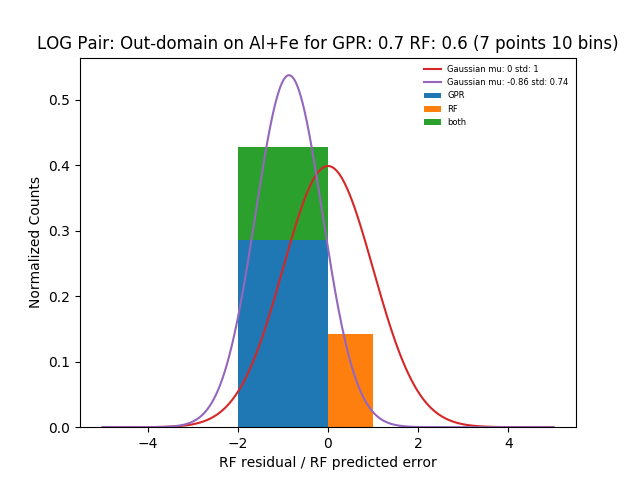 LOG Pair: Out-domain on Al+Fe for GPR: 0.7 RF: 0.6 (7 points 10 bins)
Gaussian mu: 0 std: 1
Gaussian mu: -0.86 std: 0.74
GPR
RF
both
Normalized Counts
0.5
0.4
0.3
0.2
0.1
0.0
−4 −2 0 2 4
RF residual / RF predicted error